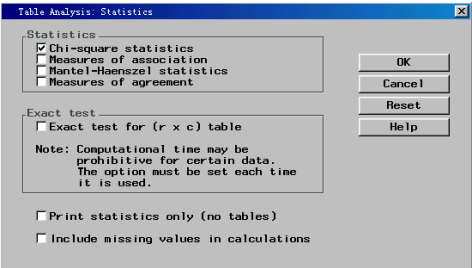 Table Analysis: Statistics
Statistics
Chi-square statistics
Measures of association
Mantel-Haenszel statistics
Measures of agreement
OK
Cancel
Reset
Help
Exact test
Exact test for (r x c) table
Note: Computational time may be
prohibitive for certain data.
The option must be set each time
it is used.
Print statistics only (no tables)
Include missing values in calculations